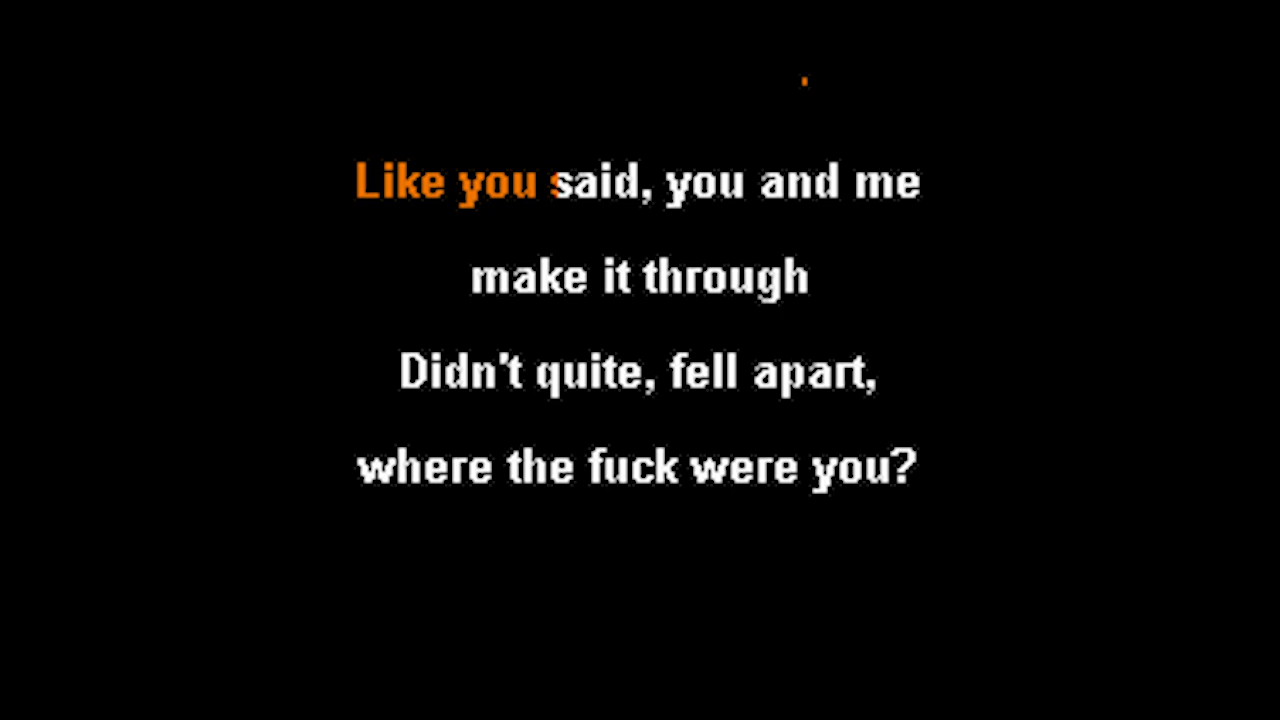 Like you said, you and me
make it through
Didn't quite, fell apart,
where the fuck were you?